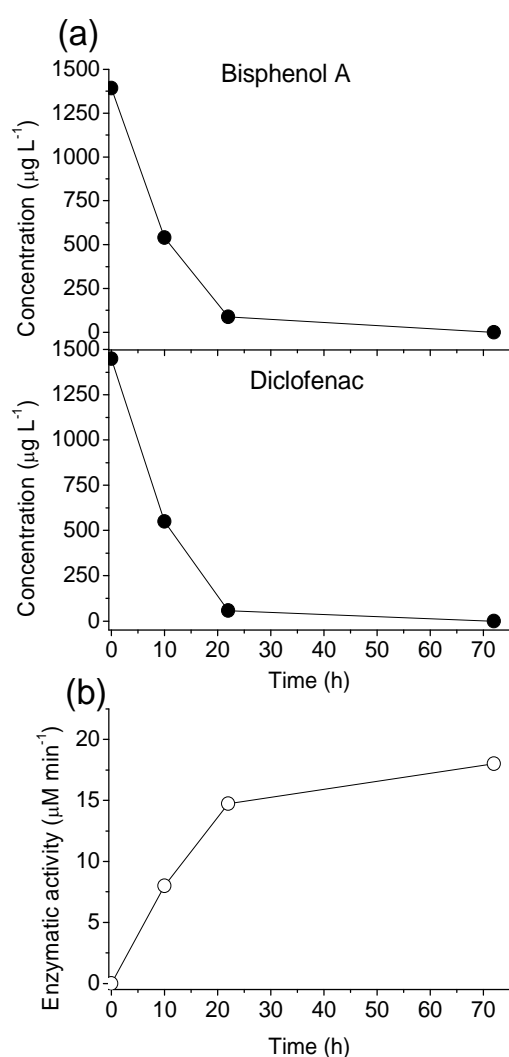 (a)
Bisphenol A
Concentration (μg L⁻¹)
1500
1250
1000
750
500
250
0
Diclofenac
Concentration (μg L⁻¹)
1500
1250
1000
750
500
250
0
0 10 20 30 40 50 60 70
Time (h)
(b)
Enzymatic activity (μM min⁻¹)
20
15
10
5
0
0 10 20 30 40 50 60 70
Time (h)